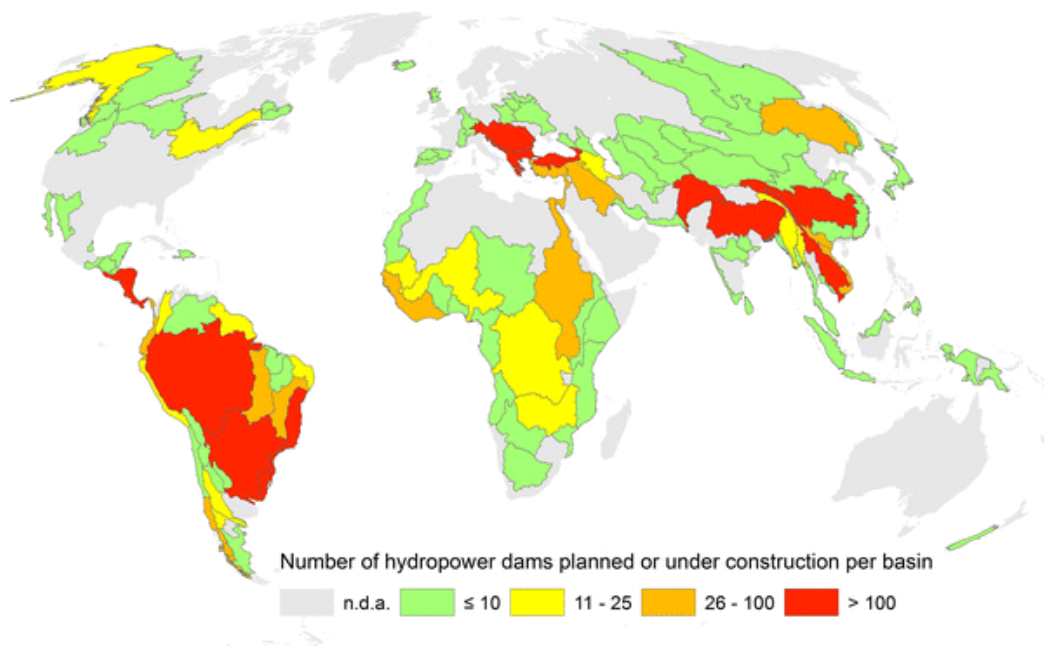 Number of hydropower dams planned or under construction per basin
n.d.a. ≤ 10 11 - 25 26 - 100 > 100